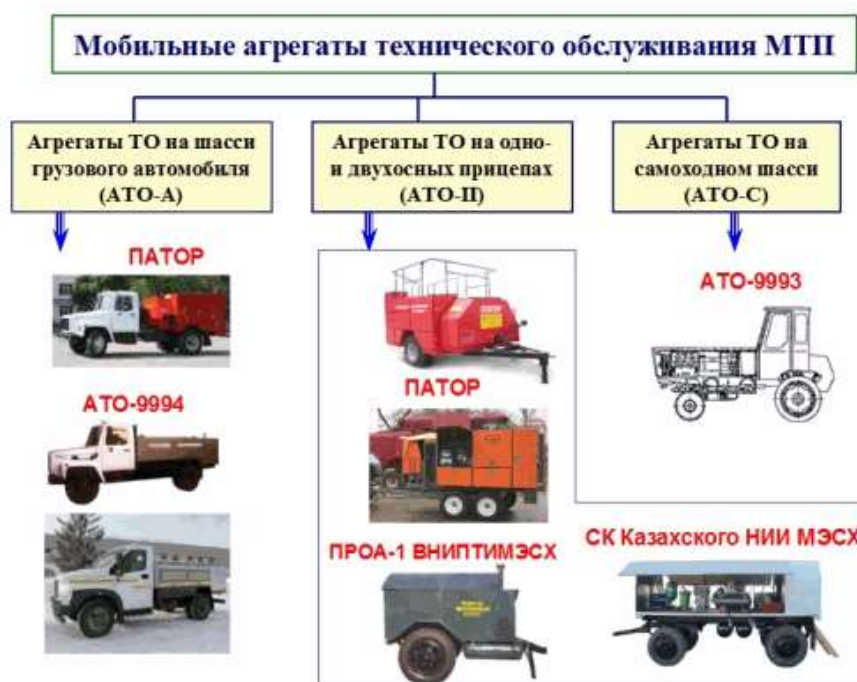 Мобильные агрегаты технического обслуживания МТП
Агрегаты ТО на шасси
грузового автомобиля
(АТО-А)
Агрегаты ТО на одно-
и двухосных прицепах
(АТО-П)
Агрегаты ТО на
самоходном шасси
(АТО-С)
ПАТОР
АТО-9994
ПАТОР
ПРОА-1 ВНИПТИМЭСХ
АТО-9993
СК Казахского НИИ МЭСХ